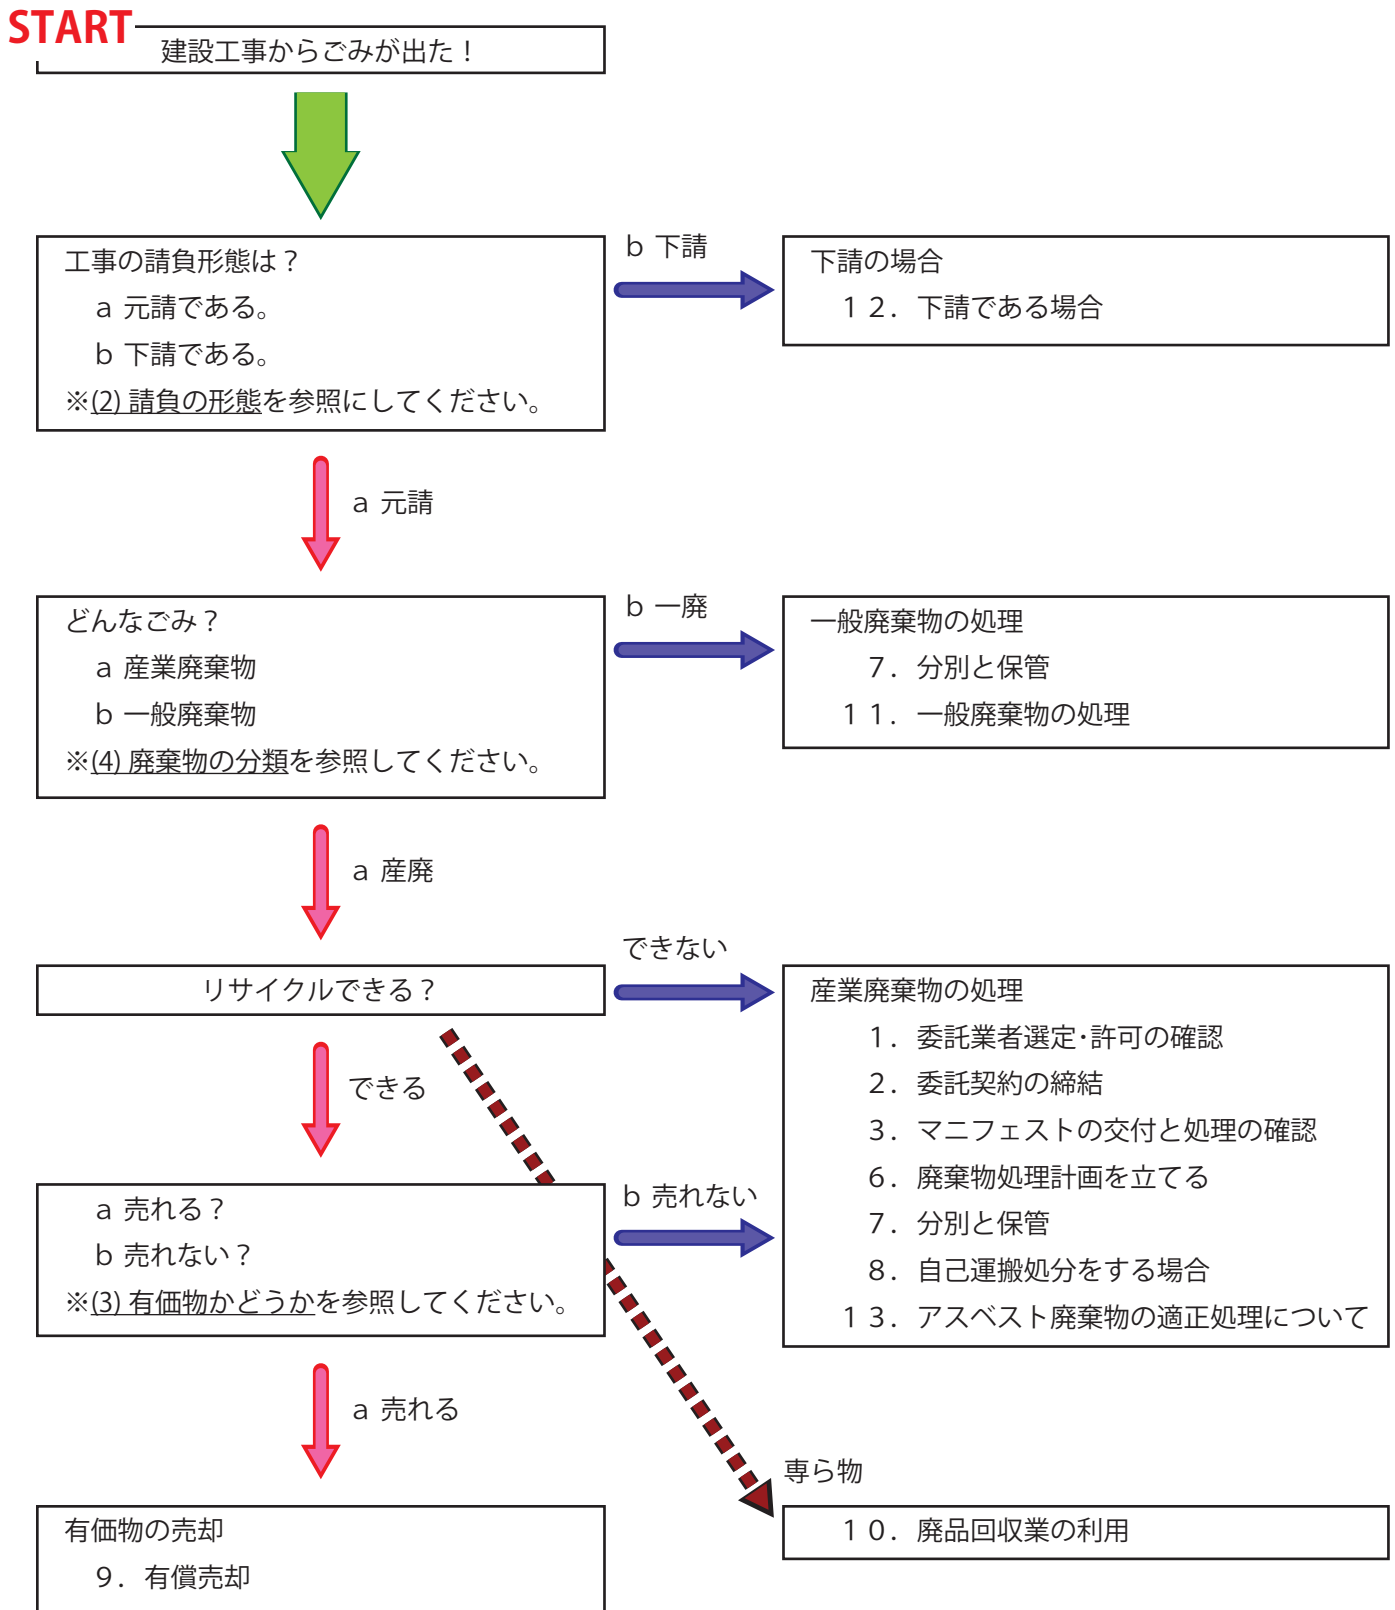 START
建設工事からごみが出た！
工事の請負形態は？
ａ 元請である。
ｂ 下請である。
※(2) 請負の形態を参照にしてください。
ｂ 下請
下請の場合
１２．下請である場合
ａ 元請
どんなごみ？
ａ 産業廃棄物
ｂ 一般廃棄物
※(4) 廃棄物の分類を参照してください。
ｂ 一廃
一般廃棄物の処理
７．分別と保管
１１．一般廃棄物の処理
ａ 産廃
リサイクルできる？
できない
産業廃棄物の処理
１．委託業者選定・許可の確認
２．委託契約の締結
３．マニフェストの交付と処理の確認
６．廃棄物処理計画を立てる
７．分別と保管
８．自己運搬処分をする場合
１３．アスベスト廃棄物の適正処理について
できる
ａ 売れる？
ｂ 売れない？
※(3) 有価物かどうかを参照してください。
ｂ 売れない
ａ 売れる
専ら物
１０．廃品回収業の利用
有価物の売却
９．有償売却